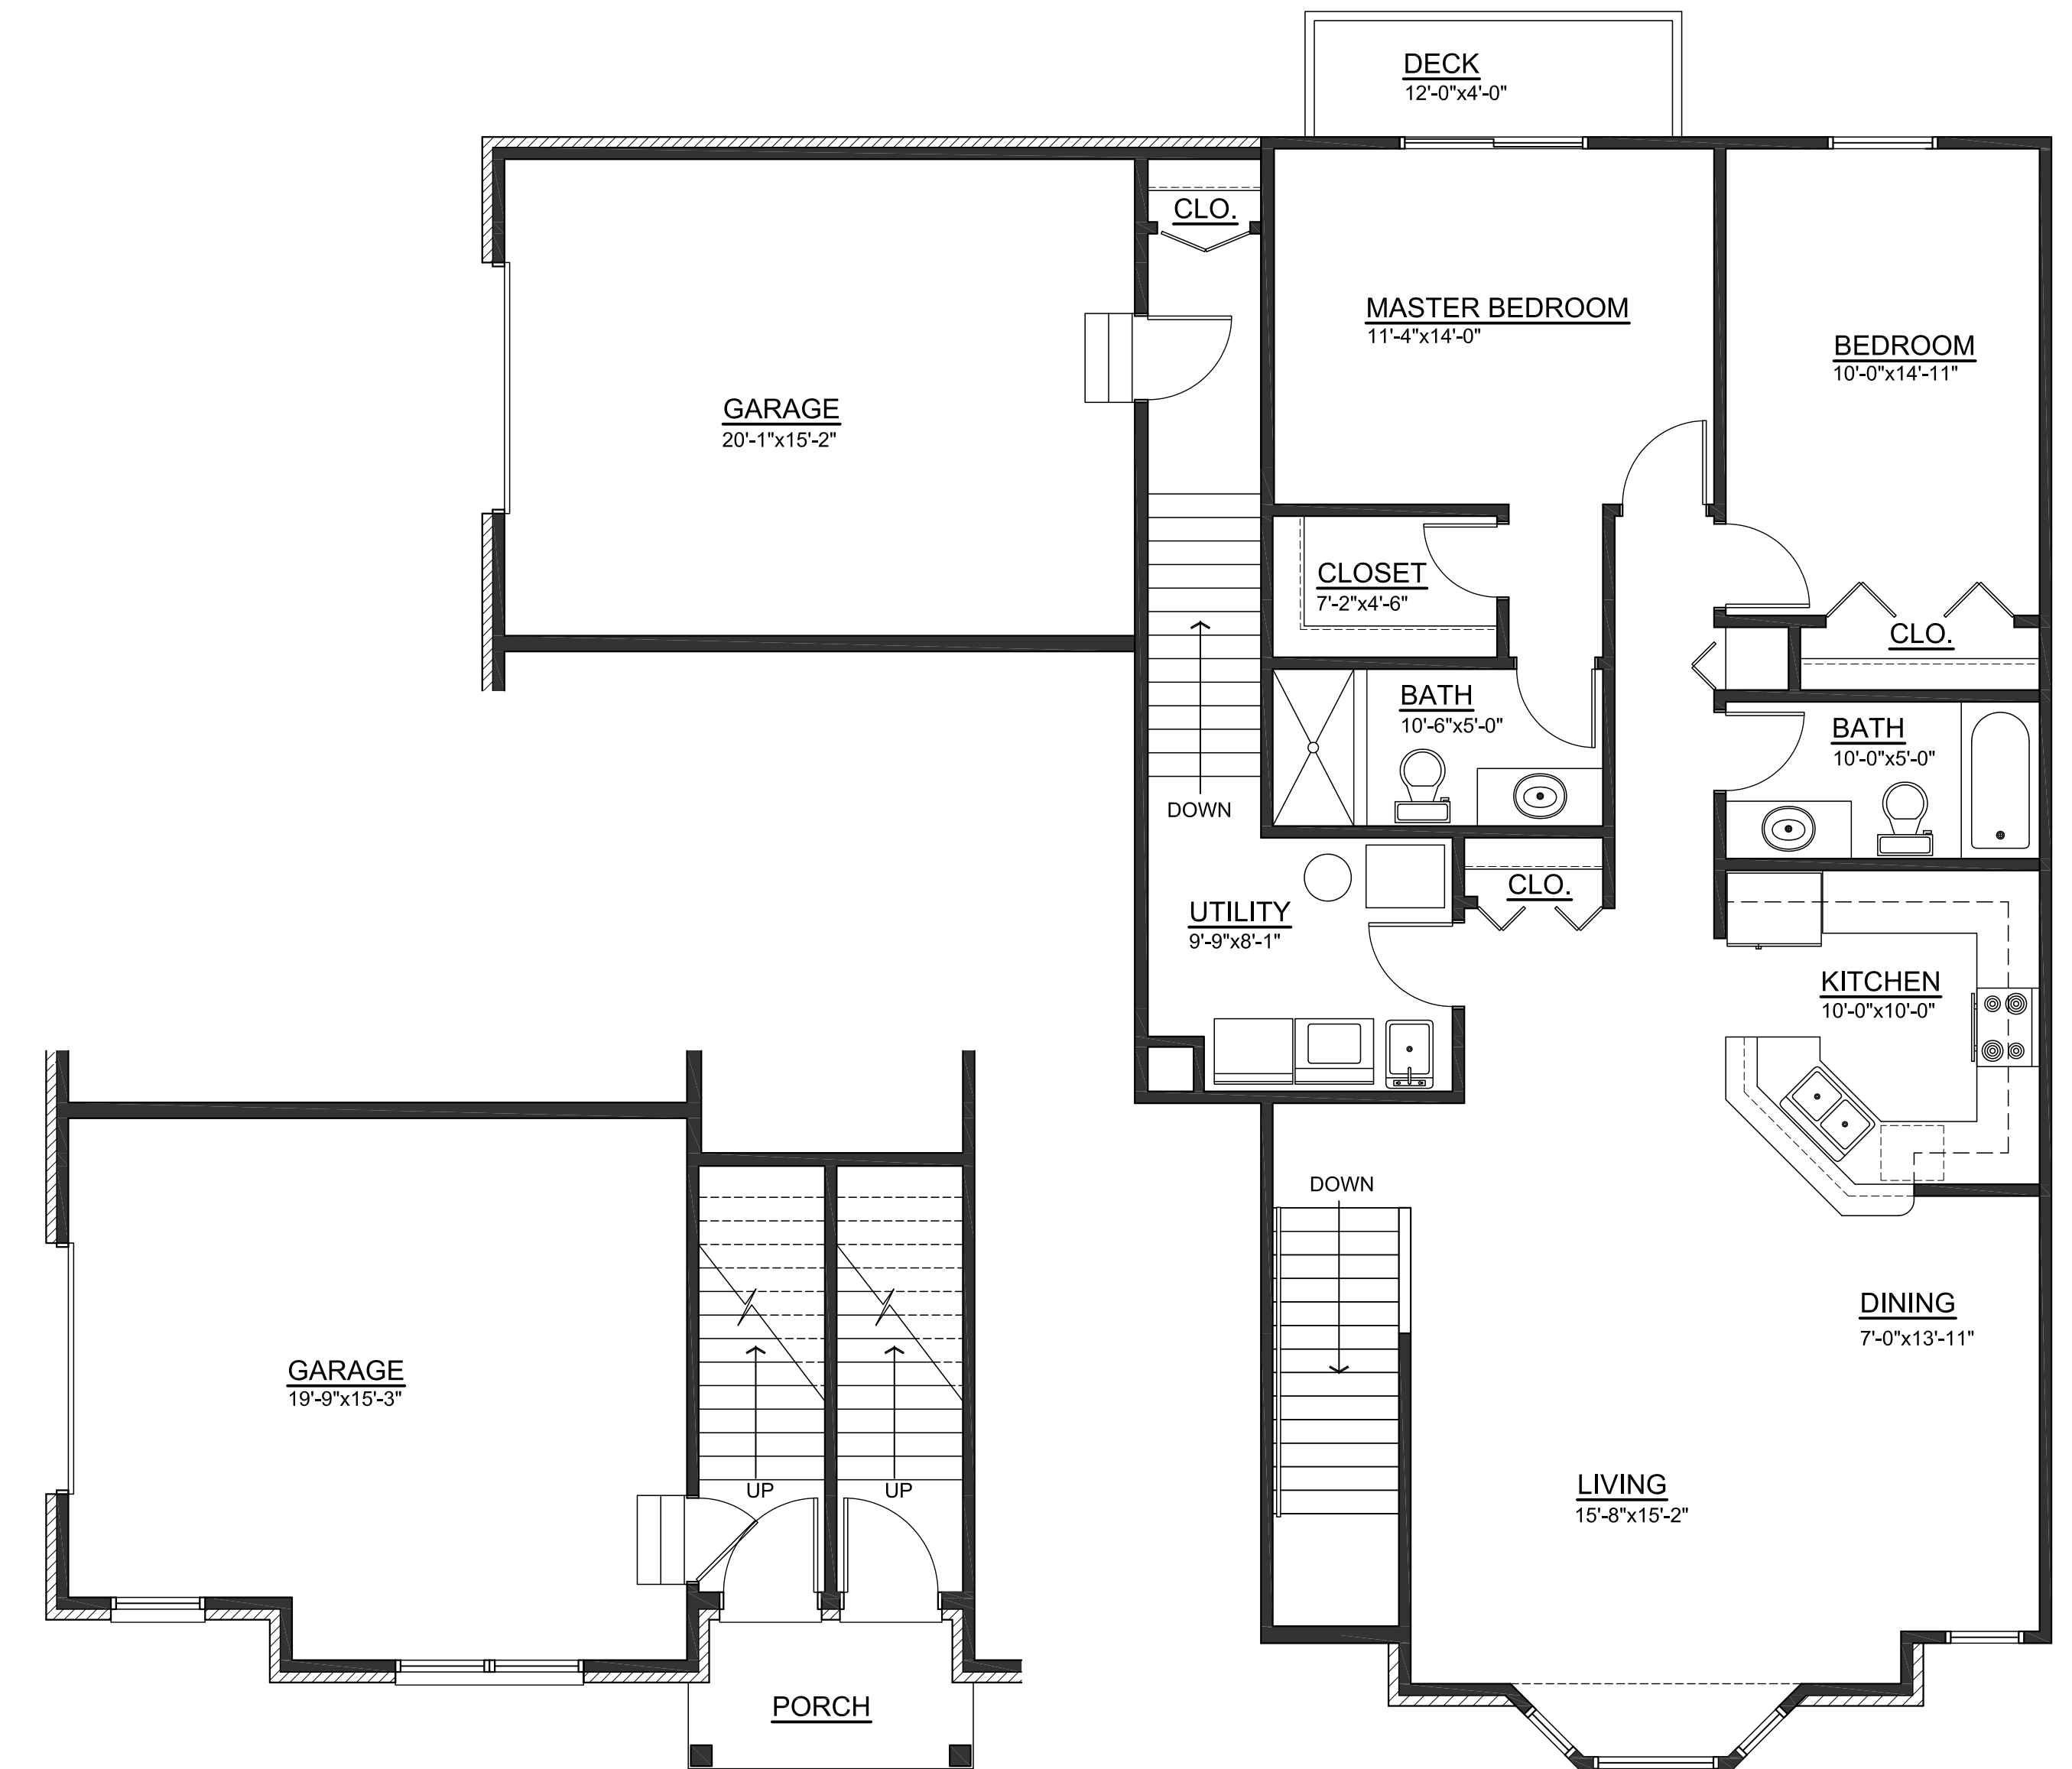 DECK
12'-0"x4'-0"
CLO.
MASTER BEDROOM
11'-4"x14'-0"
BEDROOM
10'-0"x14'-11"
GARAGE
20'-1"x15'-2"
CLOSET
7'-2"x4'-6"
CLO.
BATH
10'-6"x5'-0"
BATH
10'-0"x5'-0"
DOWN
CLO.
UTILITY
9'-9"x8'-1"
KITCHEN
10'-0"x10'-0"
DOWN
DINING
7'-0"x13'-11"
GARAGE
19'-9"x15'-3"
UP
UP
LIVING
15'-8"x15'-2"
PORCH